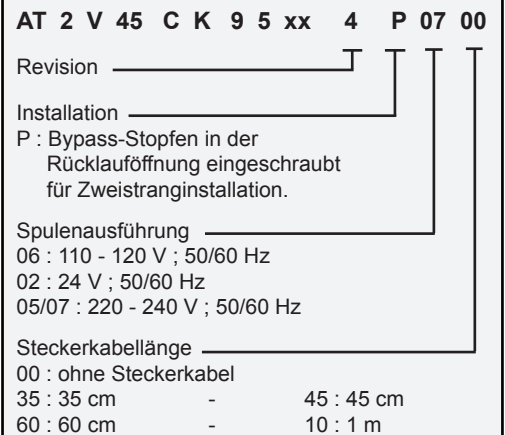 AT 2 V 45 C K 9 5 xx 4 P 07 00
Revision
Installation
P : Bypass-Stopfen in der
Rücklauföffnung eingeschraubt
für Zweistranginstallation.
Spulenausführung
06 : 110 - 120 V ; 50/60 Hz
02 : 24 V ; 50/60 Hz
05/07 : 220 - 240 V ; 50/60 Hz
Steckerkabellänge
00 : ohne Steckerkabel
35 : 35 cm - 45 : 45 cm
60 : 60 cm - 10 : 1 m